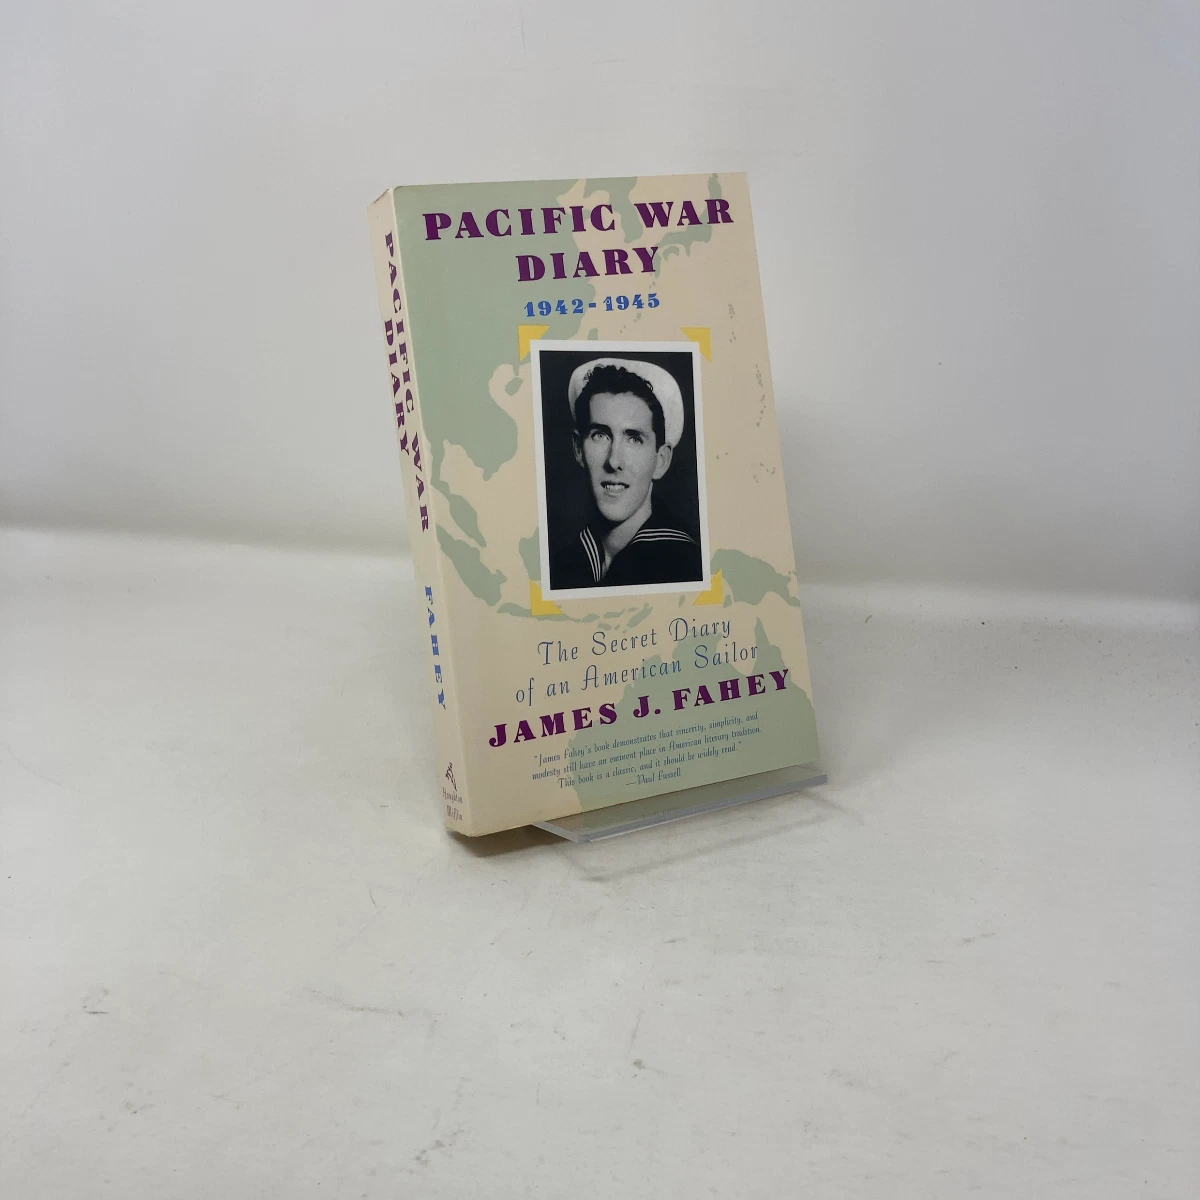 PACIFIC WAR
DIARY
1942-1945
The Secret Diary
of an American Sailor
JAMES J. FAHEY
"James Fahey's book demonstrates that sincerity, simplicity, and
modesty still have an eminent place in American literary tradition.
This book is a classic, and it should be widely read."
—Paul Fussell
PACIFIC WAR
DIARY
FAHEY
Houghton
Mifflin